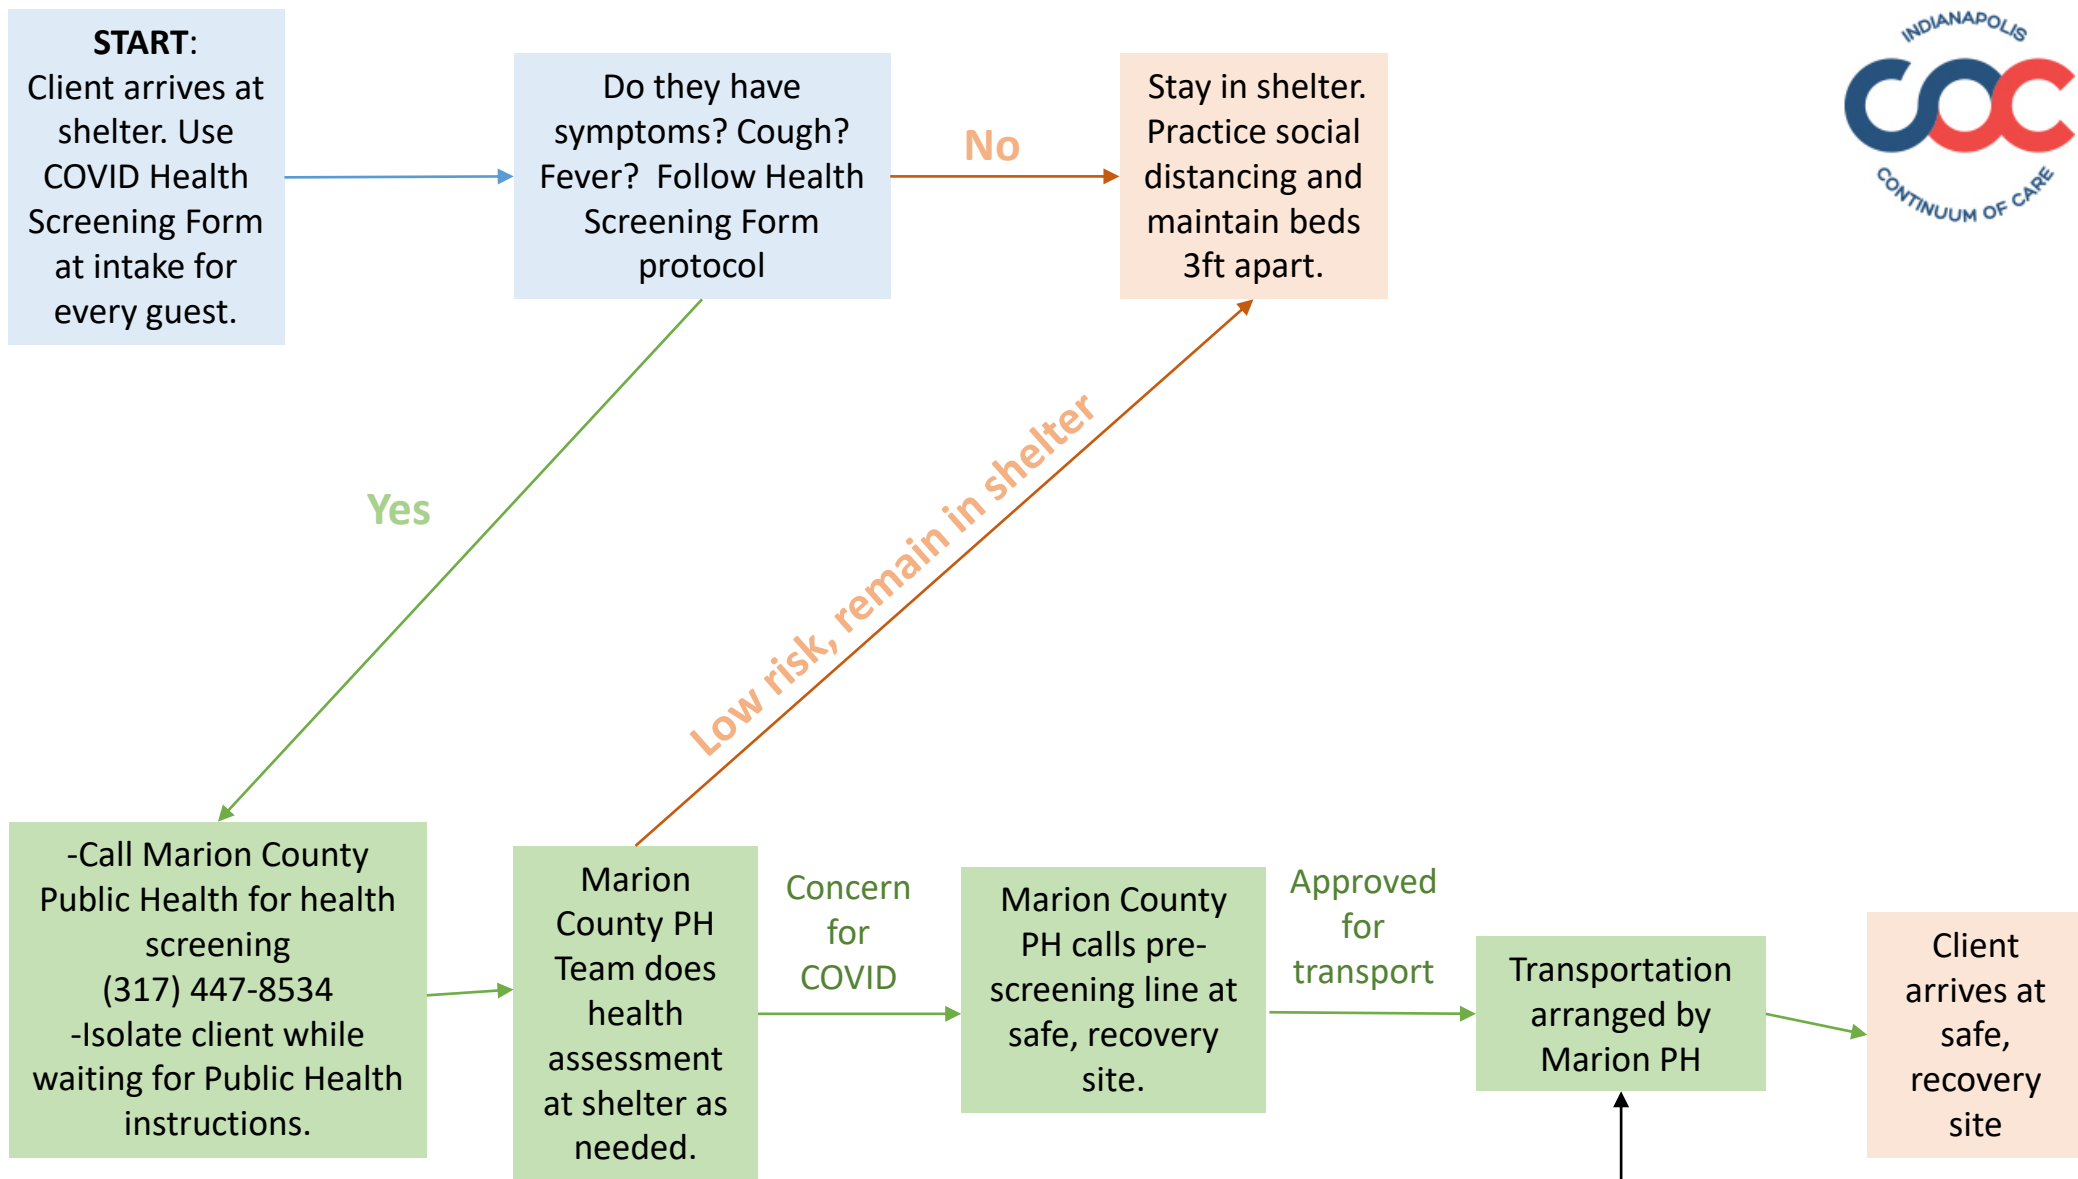 START:
Client arrives at
shelter. Use
COVID Health
Screening Form
at intake for
every guest.
Do they have
symptoms? Cough?
Fever?  Follow Health
Screening Form
protocol
No
Stay in shelter.
Practice social
distancing and
maintain beds
3ft apart.
INDIANAPOLIS
COC
CONTINUUM OF CARE
Yes
Low risk, remain in shelter
-Call Marion County
Public Health for health
screening
(317) 447-8534
-Isolate client while
waiting for Public Health
instructions.
Marion
County PH
Team does
health
assessment
at shelter as
needed.
Concern
for
COVID
Marion County
PH calls pre-
screening line at
safe, recovery
site.
Approved
for
transport
Transportation
arranged by
Marion PH
Client
arrives at
safe,
recovery
site